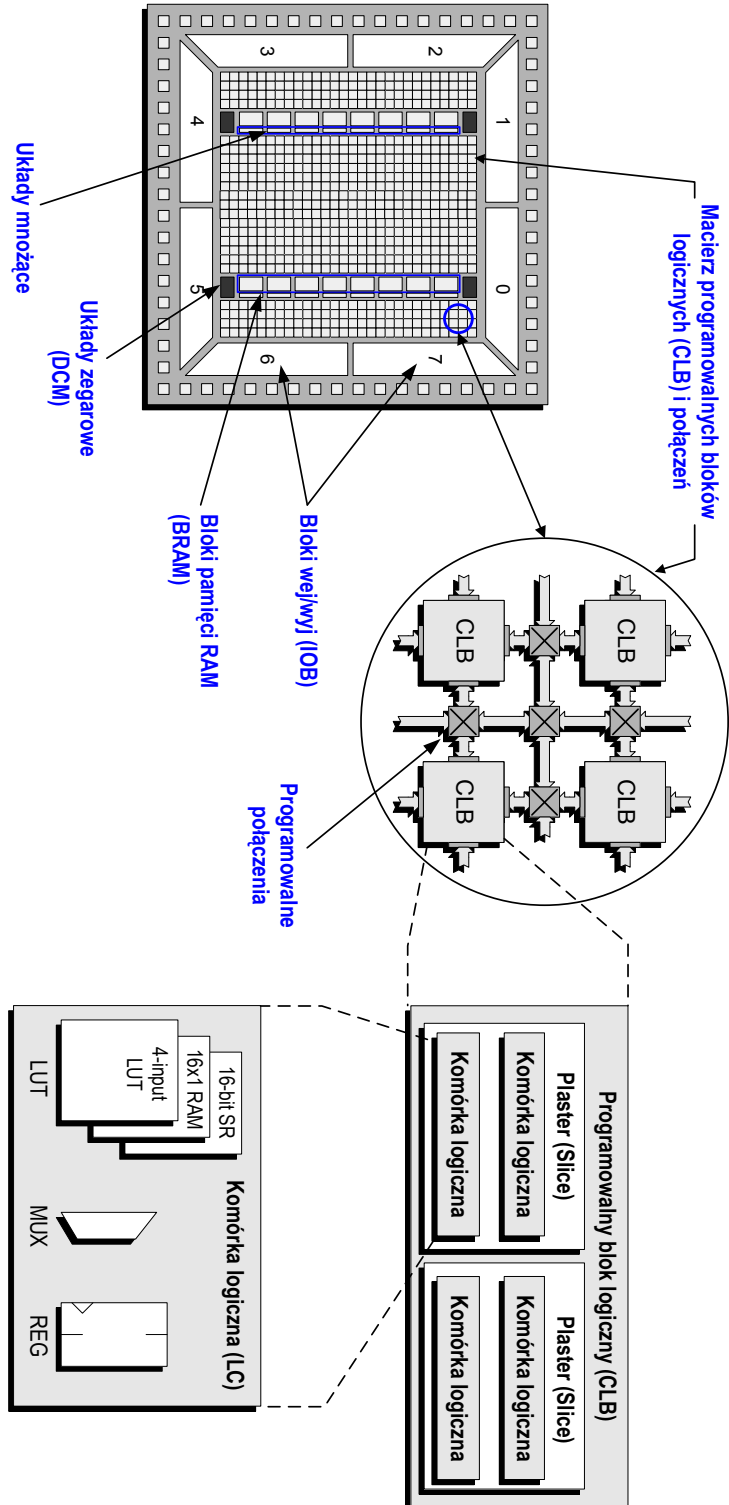 Macierz programowalnych bloków
logicznych (CLB) i połączeń
0
1
2
3
4
5
6
7
Układy mnożące
Układy zegarowe
(DCM)
Bloki pamięci RAM
(BRAM)
Bloki wej/wyj (IOB)
CLB
CLB
CLB
CLB
Programowalne
połączenia
Programowalny blok logiczny (CLB)
Plaster (Slice)
Komórka logiczna
Komórka logiczna
Plaster (Slice)
Komórka logiczna
Komórka logiczna
Komórka logiczna (LC)
16-bit SR
16x1 RAM
4-input
LUT
LUT
MUX
REG